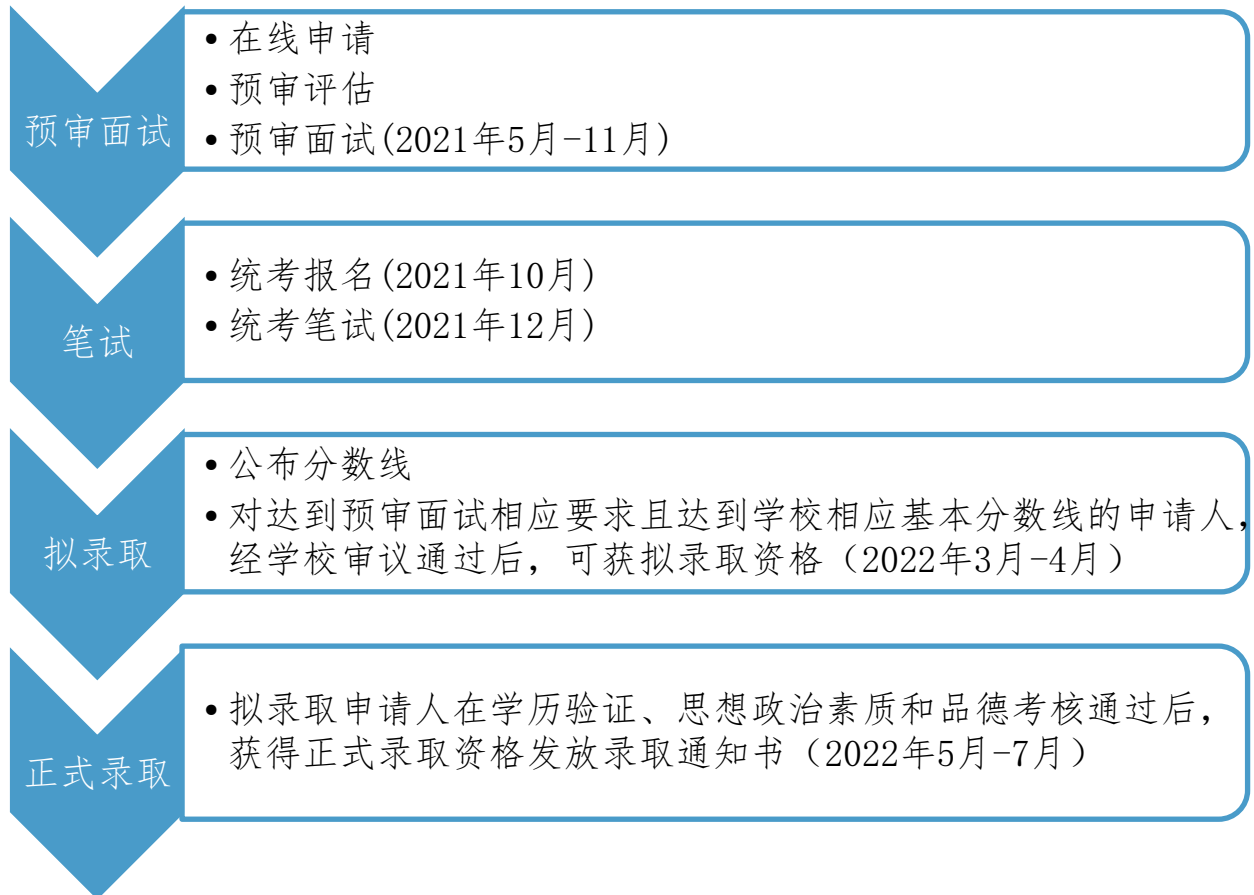 预审面试
•在线申请
•预审评估
•预审面试(2021年5月-11月)
笔试
•统考报名(2021年10月)
•统考笔试(2021年12月)
拟录取
•公布分数线
•对达到预审面试相应要求且达到学校相应基本分数线的申请人，
经学校审议通过后，可获拟录取资格（2022年3月-4月）
正式录取
•拟录取申请人在学历验证、思想政治素质和品德考核通过后，
获得正式录取资格发放录取通知书（2022年5月-7月）